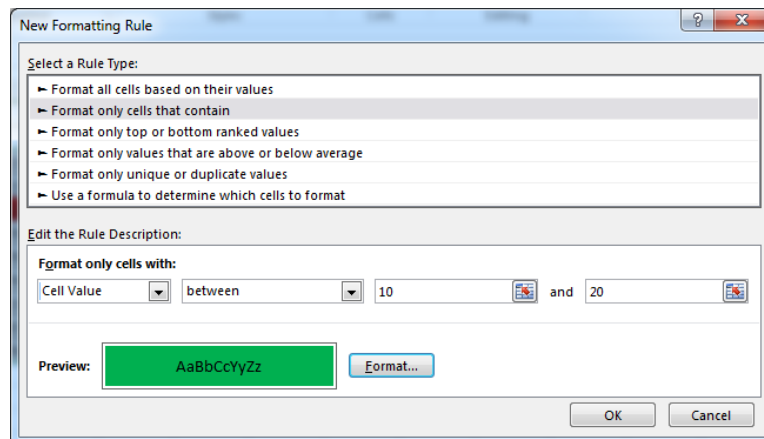 New Formatting Rule
?
Select a Rule Type:
► Format all cells based on their values
► Format only cells that contain
► Format only top or bottom ranked values
► Format only values that are above or below average
► Format only unique or duplicate values
► Use a formula to determine which cells to format
Edit the Rule Description:
Format only cells with:
Cell Value between 10 and 20
Preview: AaBbCcYyZz Format...
OK Cancel